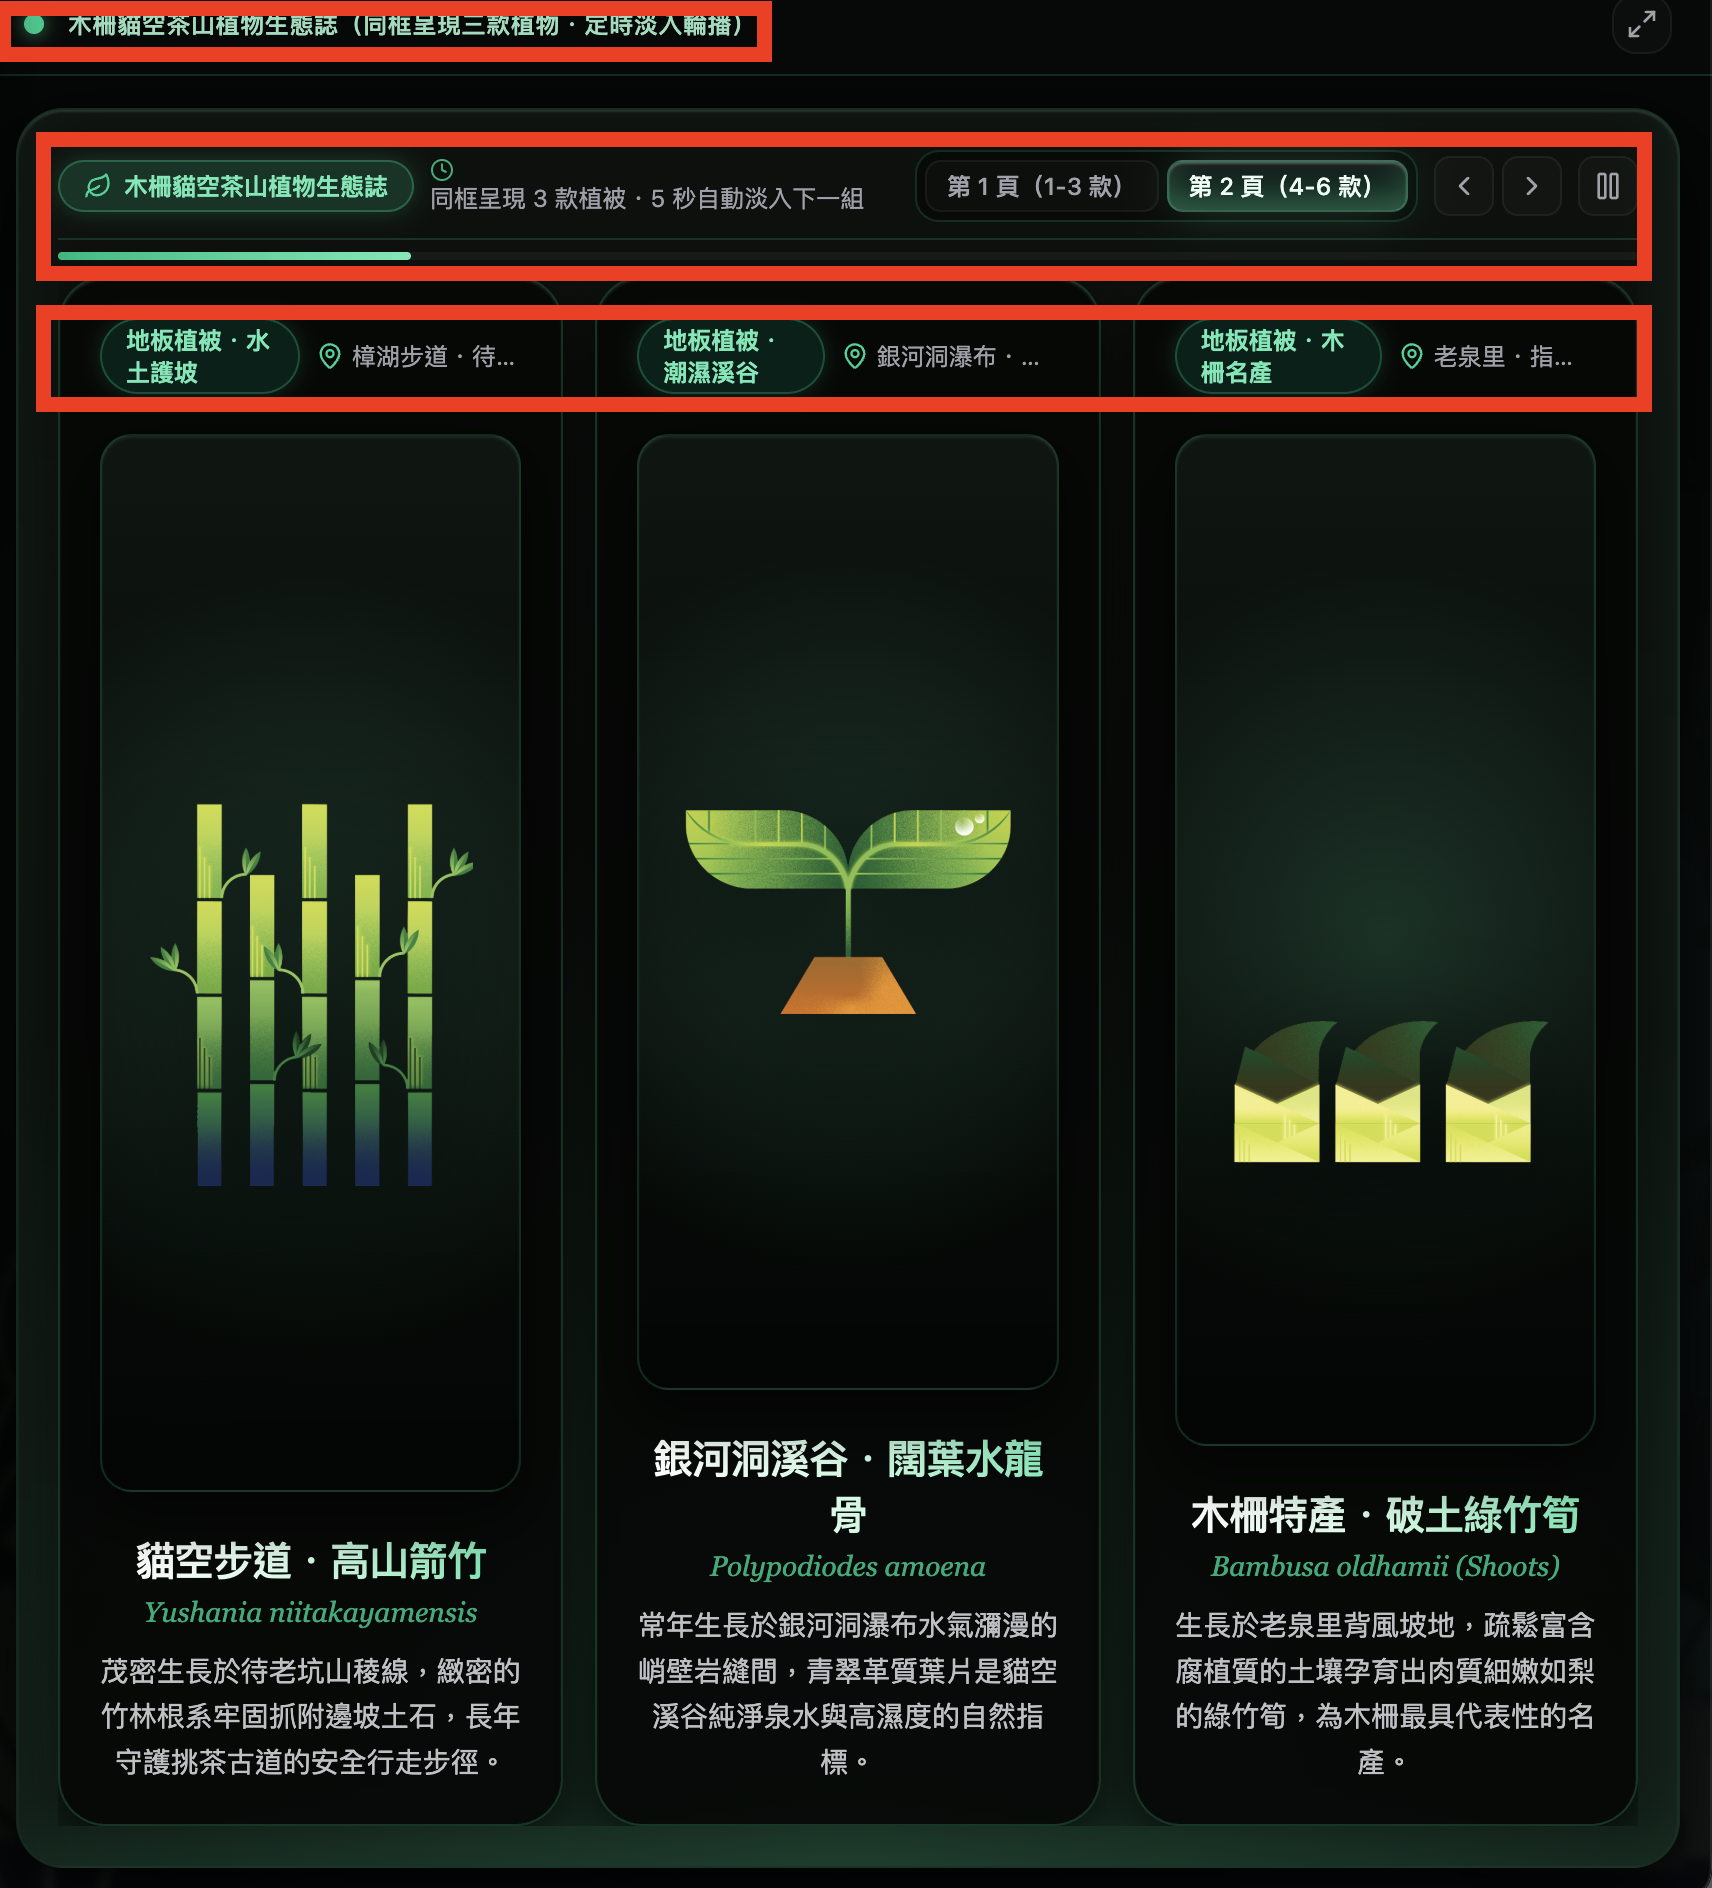 木柵貓空茶山植物生態誌（同框呈現三款植物・定時淡入輪播）
木柵貓空茶山植物生態誌
同框呈現 3 款植被・5 秒自動淡入下一組
第 1 頁（1-3 款）
第 2 頁（4-6 款）
地板植被・水
土護坡
樟湖步道・待...
地板植被・
潮濕溪谷
銀河洞瀑布・...
地板植被・木
柵名產
老泉里・指...
貓空步道・高山箭竹
Yushania niitakayamensis
茂密生長於待老坑山稜線，緻密的
竹林根系牢固抓附邊坡土石，長年
守護挑茶古道的安全行走步徑。
銀河洞溪谷・闊葉水龍
骨
Polypodiodes amoena
常年生長於銀河洞瀑布水氣瀰漫的
峭壁岩縫間，青翠革質葉片是貓空
溪谷純淨泉水與高濕度的自然指
標。
木柵特產・破土綠竹筍
Bambusa oldhamii (Shoots)
生長於老泉里背風坡地，疏鬆富含
腐植質的土壤孕育出肉質細嫩如梨
的綠竹筍，為木柵最具代表性的名
產。